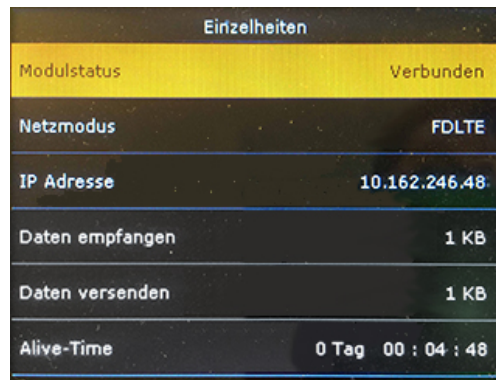 Einzelheiten
Modulstatus Verbunden
Netzmodus FDLTE
IP Adresse 10.162.246.48
Daten empfangen 1 KB
Daten versenden 1 KB
Alive-Time 0 Tag 00 : 04 : 48